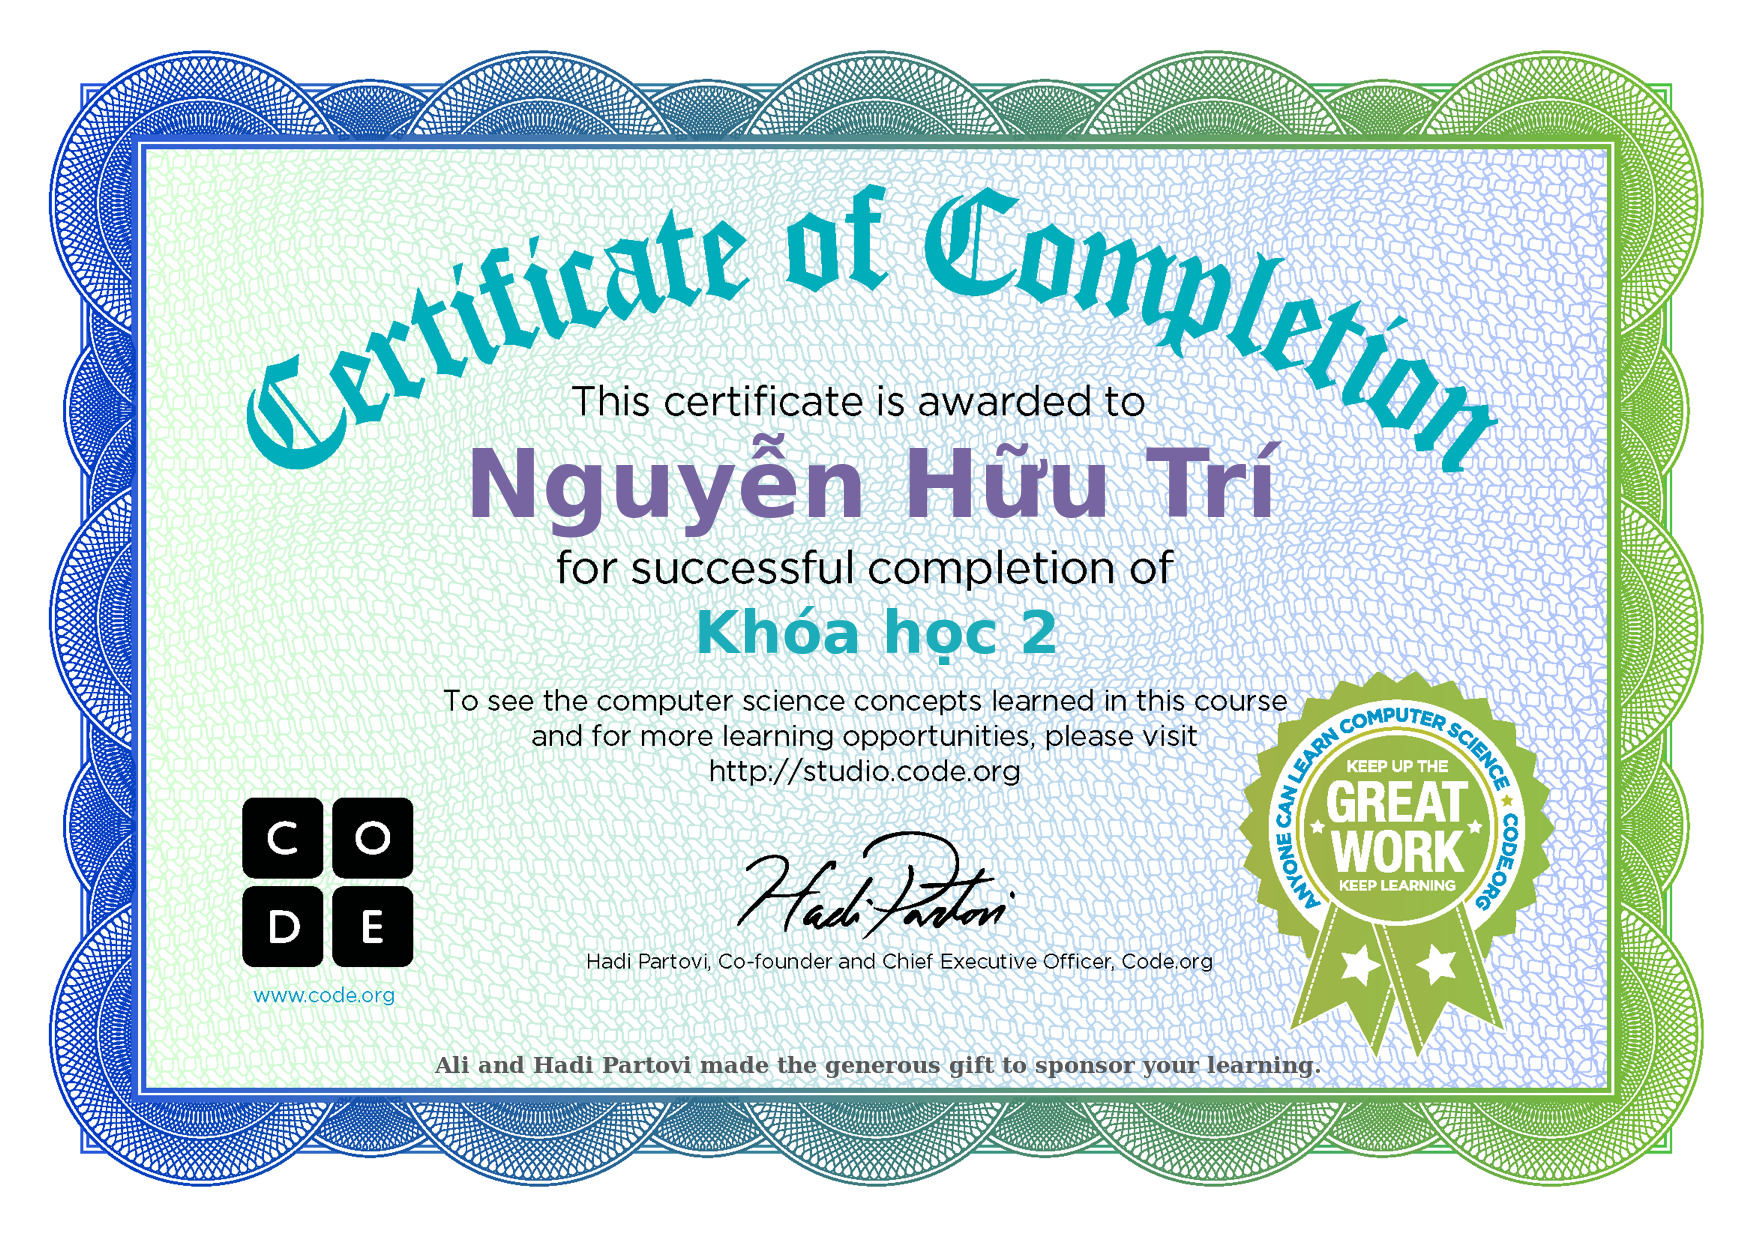 Certificate of Completion
This certificate is awarded to
Nguyễn Hữu Trí
for successful completion of
Khóa học 2
To see the computer science concepts learned in this course
and for more learning opportunities, please visit
http://studio.code.org
ANYONE CAN LEARN COMPUTER SCIENCE ★ CODE.ORG
KEEP UP THE
GREAT
WORK
KEEP LEARNING
C O
D E
www.code.org
Hadi Partovi
Hadi Partovi, Co-founder and Chief Executive Officer, Code.org
Ali and Hadi Partovi made the generous gift to sponsor your learning.